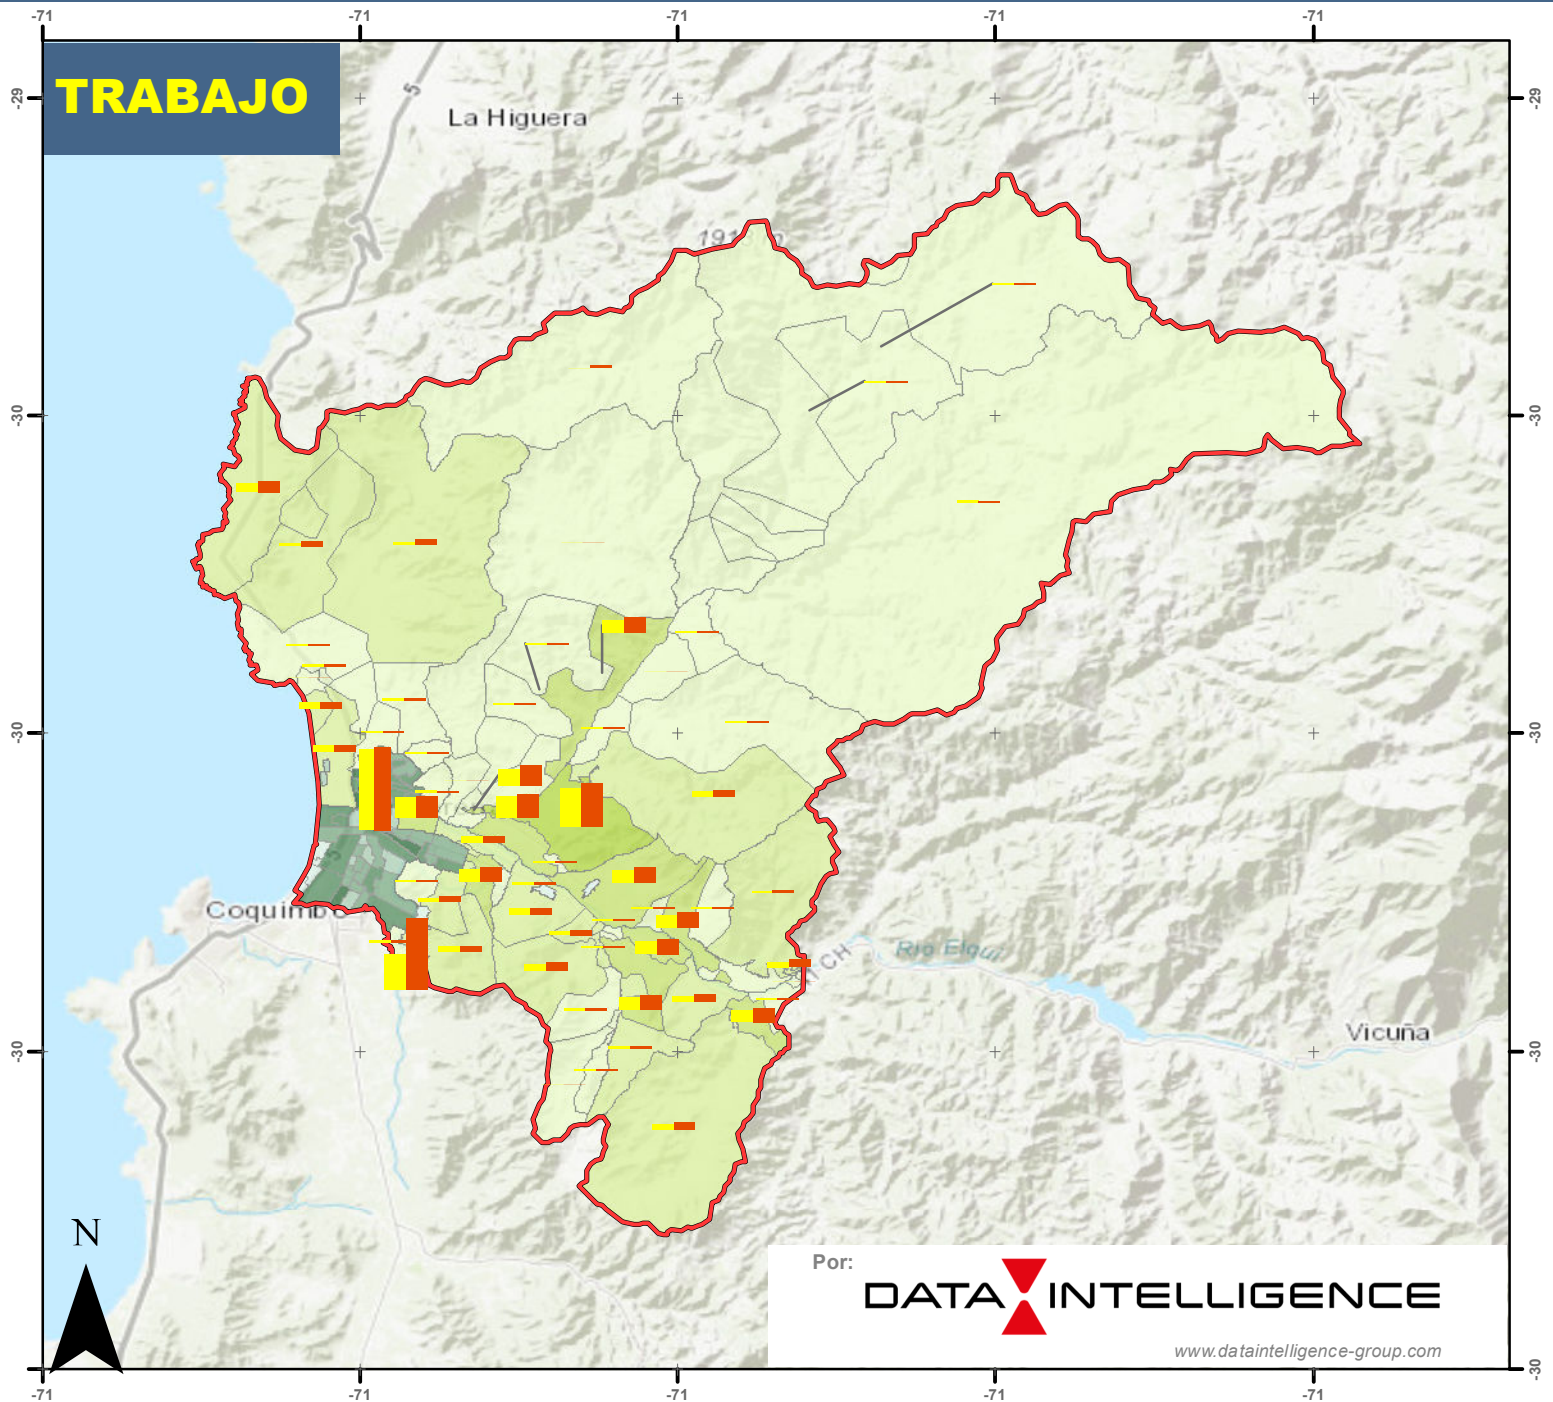 -71 -71 -71 -71 -71
TRABAJO
5
La Higuera
-29 -29
-30 -30
-30 -30
Coquimbo
Rio Elqui
Vicuña
-30 -30
N
Por:
DATA INTELLIGENCE
www.dataintelligence-group.com
-30
-71 -71 -71 -71 -71